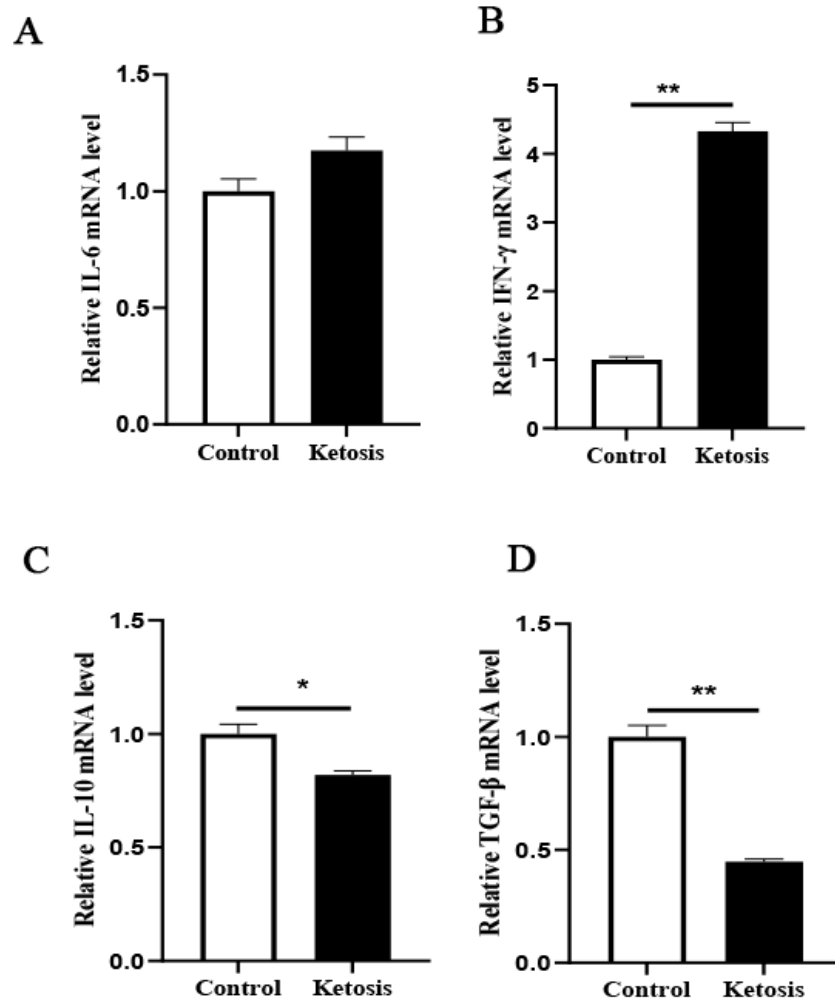 A
Relative IL-6 mRNA level
1.5
1.0
0.5
0.0
Control Ketosis
B
Relative IFN-γ mRNA level
5
4
3
2
1
0
**
Control Ketosis
C
Relative IL-10 mRNA level
1.5
1.0
0.5
0.0
*
Control Ketosis
D
Relative TGF-β mRNA level
1.5
1.0
0.5
0.0
**
Control Ketosis